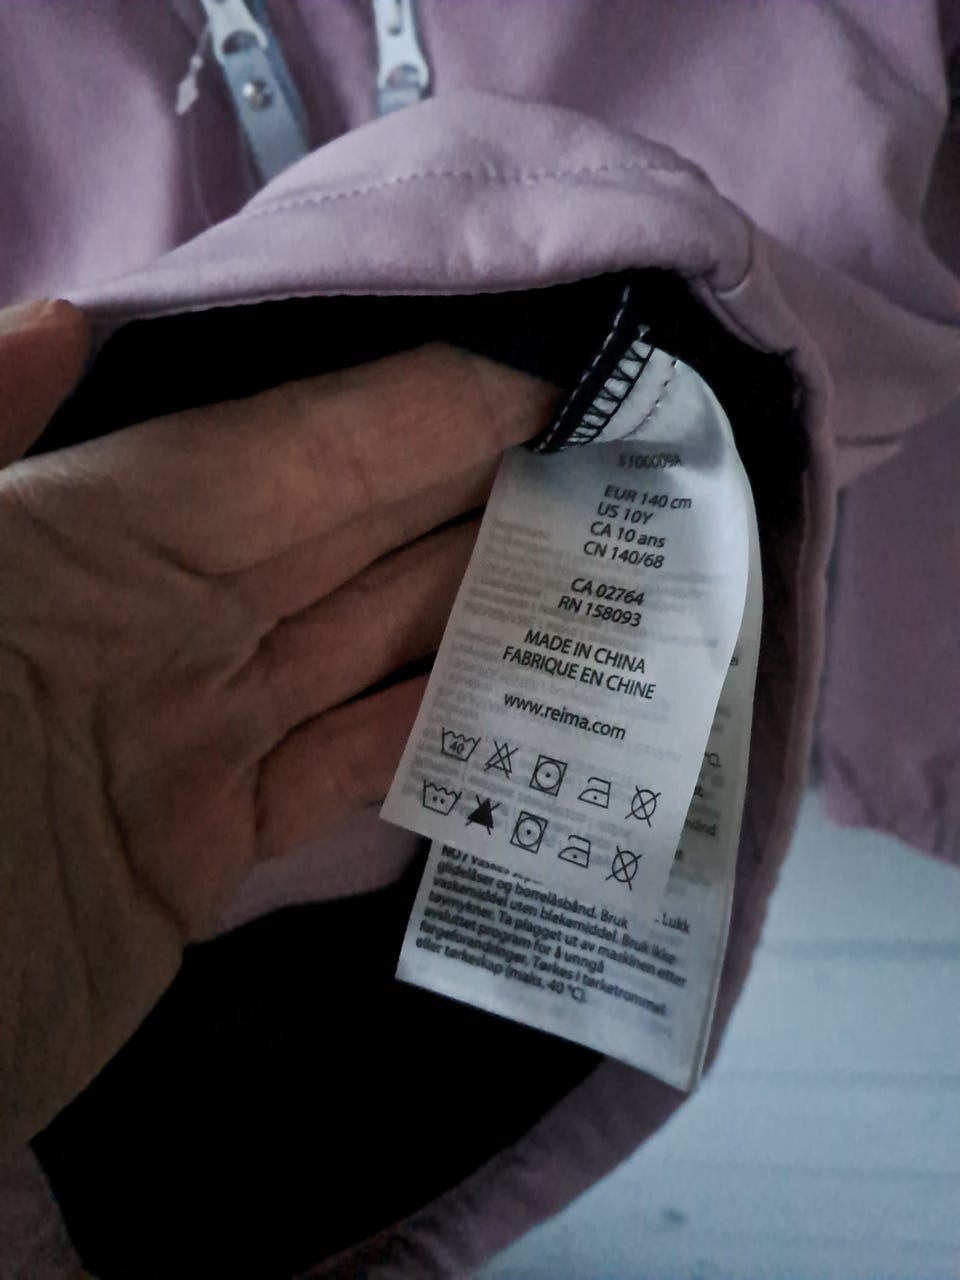 5100009A
EUR 140 cm
US 10Y
CA 10 ans
CN 140/68
CA 02764
RN 158093
MADE IN CHINA
FABRIQUE EN CHINE
www.reima.com
40
glidelåser og borrelåsbånd. Bruk
Lukk
vaskemiddel uten blekemiddel. Bruk ikke
tøymykner. Ta plagget ut av maskinen etter
avsluttet program for å unngå
fargeforandringer. Tørkes i tørketrommel
eller tørkeskap (maks. 40 °C).